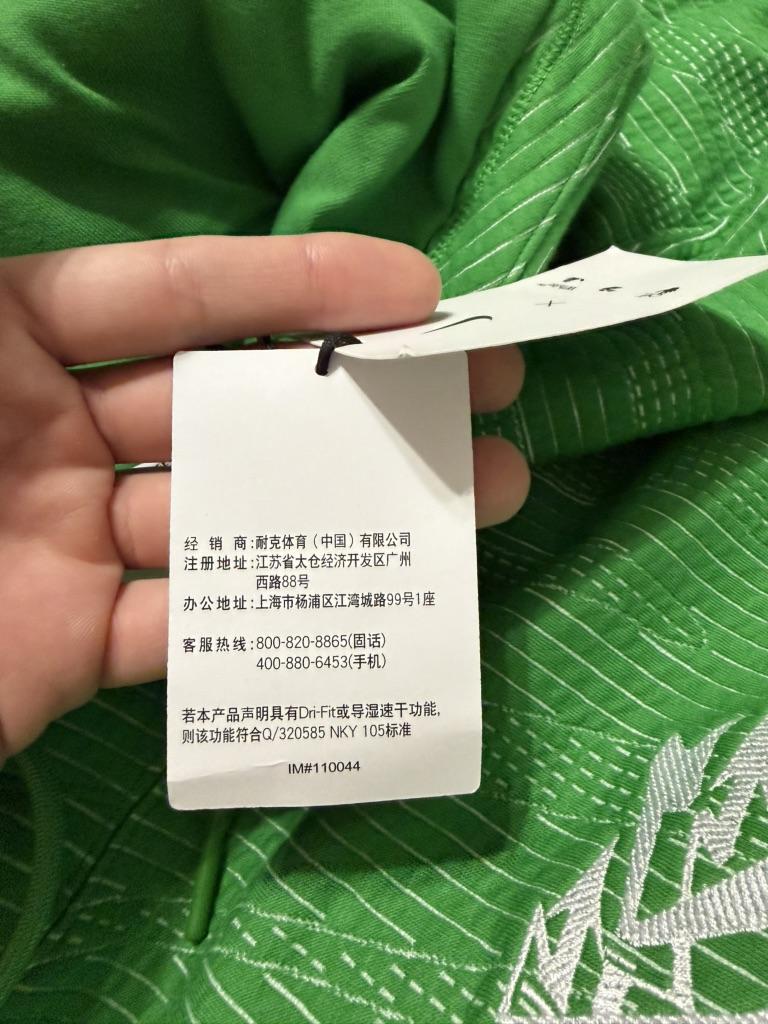 经 销 商:耐克体育(中国)有限公司
注册地址:江苏省太仓经济开发区广州
西路88号
办公地址:上海市杨浦区江湾城路99号1座
客服热线:800-820-8865(固话)
400-880-6453(手机)
若本产品声明具有Dri-Fit或导湿速干功能,
则该功能符合Q/320585 NKY 105标准
IM#110044